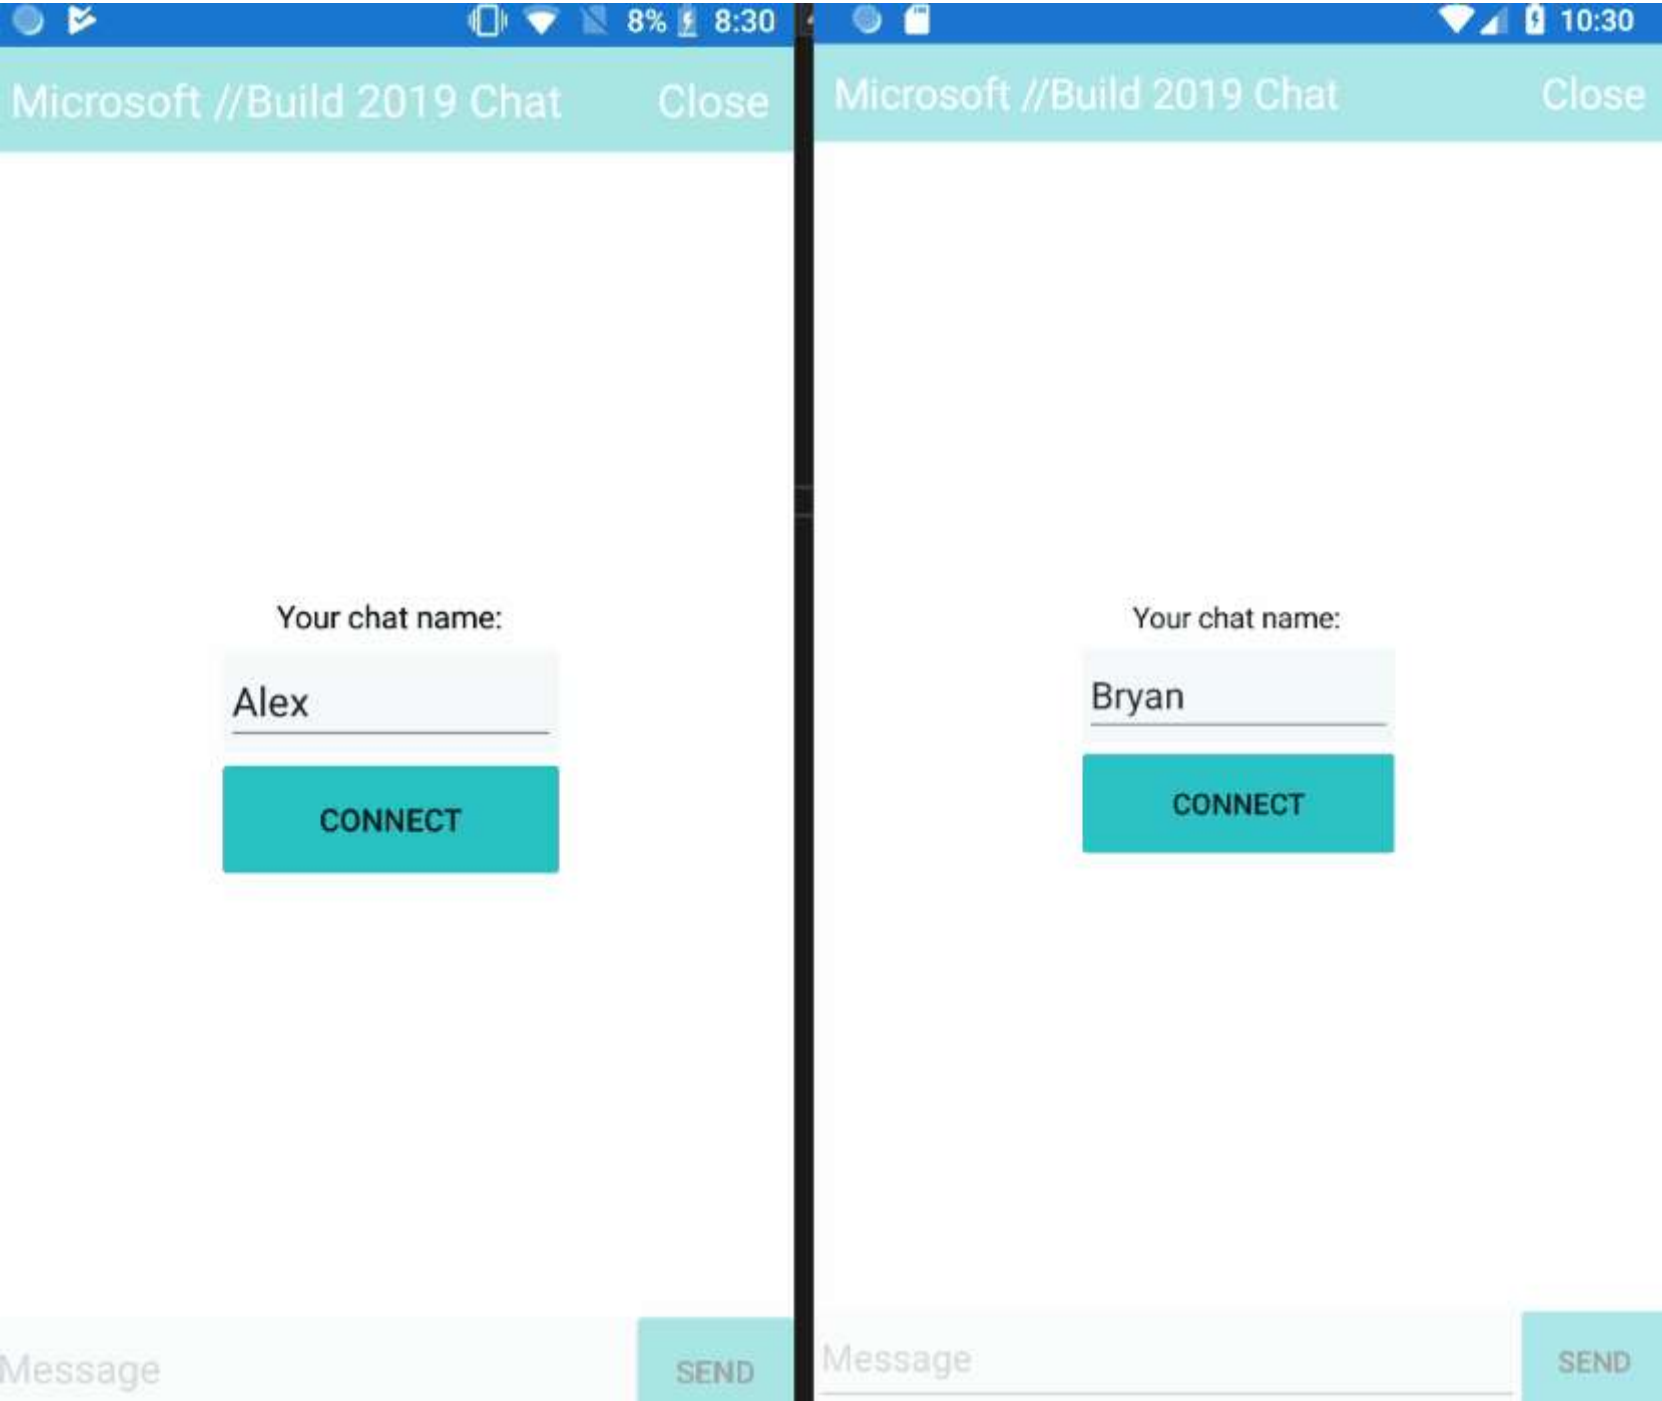 8% 8:30
Microsoft //Build 2019 Chat Close
Your chat name:
Alex
CONNECT
Message SEND
10:30
Microsoft //Build 2019 Chat Close
Your chat name:
Bryan
CONNECT
Message SEND